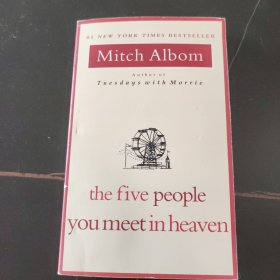 #1 NEW YORK TIMES BESTSELLER
Mitch Albom
Author of
Tuesdays with Morrie
the five people
you meet in heaven